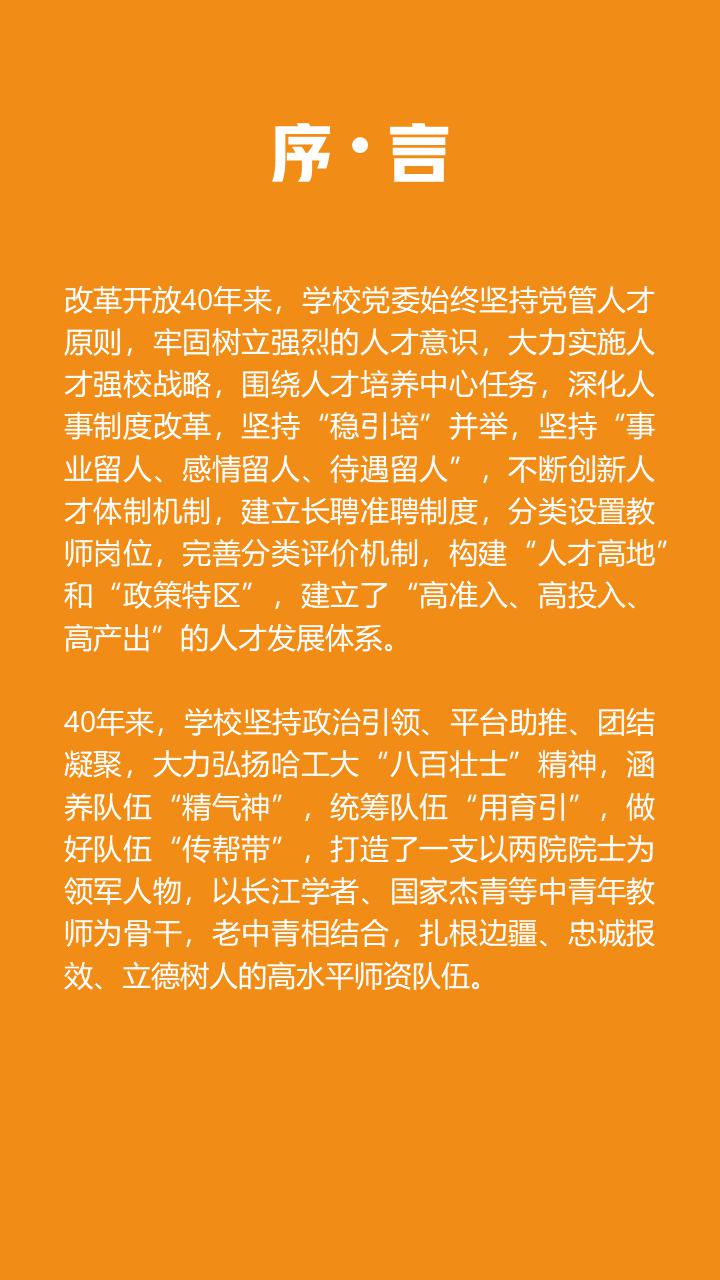 序·言
改革开放40年来，学校党委始终坚持党管人才
原则，牢固树立强烈的人才意识，大力实施人
才强校战略，围绕人才培养中心任务，深化人
事制度改革，坚持“稳引培”并举，坚持“事
业留人、感情留人、待遇留人”，不断创新人
才体制机制，建立长聘准聘制度，分类设置教
师岗位，完善分类评价机制，构建“人才高地”
和“政策特区”，建立了“高准入、高投入、
高产出”的人才发展体系。
40年来，学校坚持政治引领、平台助推、团结
凝聚，大力弘扬哈工大“八百壮士”精神，涵
养队伍“精气神”，统筹队伍“用育引”，做
好队伍“传帮带”，打造了一支以两院院士为
领军人物，以长江学者、国家杰青等中青年教
师为骨干，老中青相结合，扎根边疆、忠诚报
效、立德树人的高水平师资队伍。